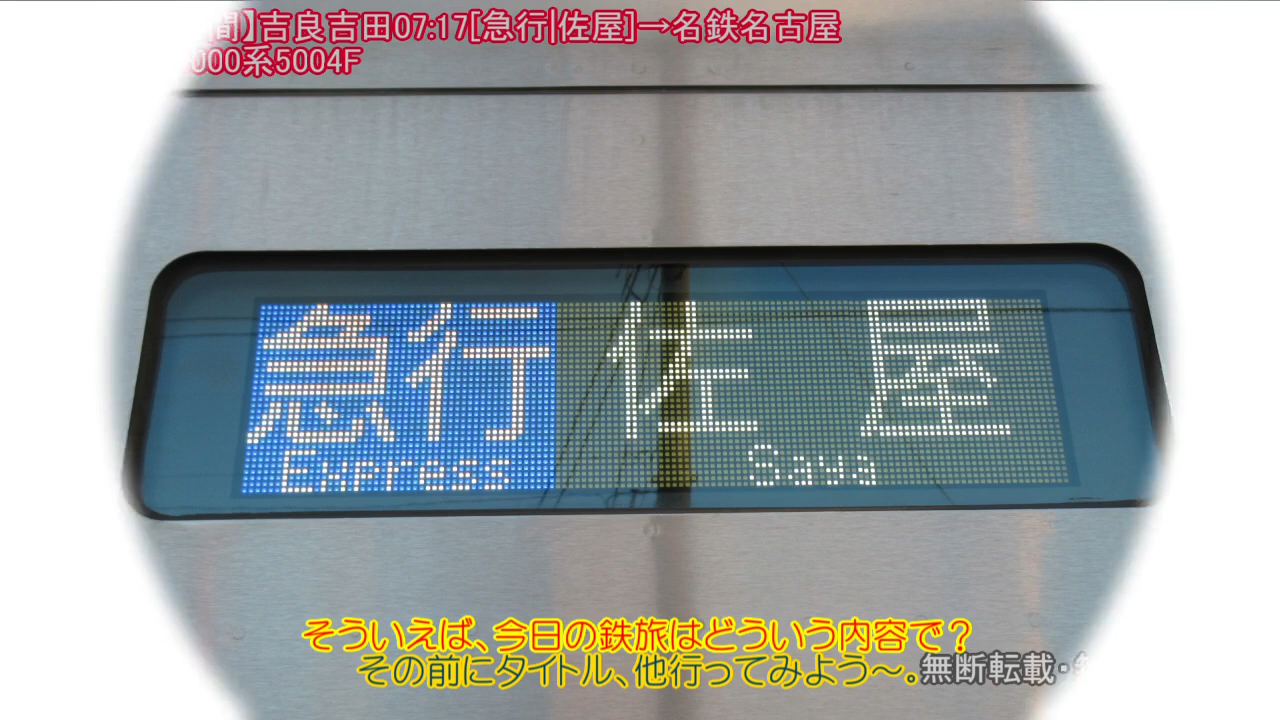 間】吉良吉田07:17[急行|佐屋]→名鉄名古屋
000系5004F
急行 佐屋
Express Saya
そういえば、今日の鉄旅はどういう内容で？
その前にタイトル、他行ってみよう～。
無断転載・